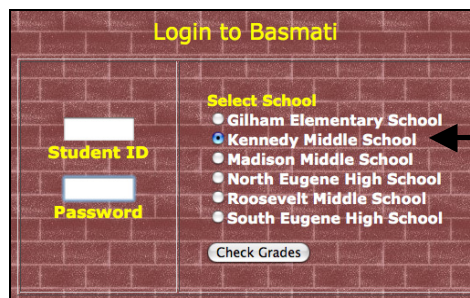 Login to Basmati
Student ID
Password
Select School
Gilham Elementary School
Kennedy Middle School
Madison Middle School
North Eugene High School
Roosevelt Middle School
South Eugene High School
Check Grades